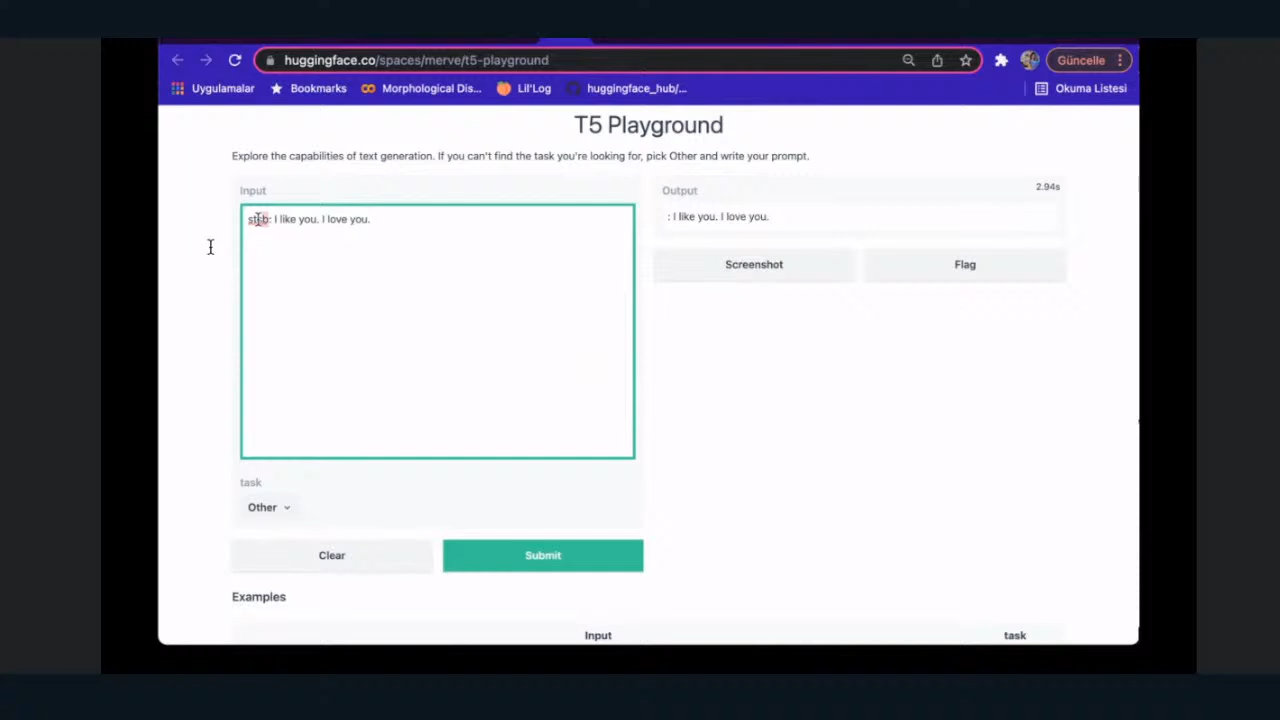 huggingface.co/spaces/merve/t5-playground
Güncelle
Uygulamalar
Bookmarks
Morphological Dis...
Lil'Log
huggingface_hub/...
Okuma Listesi
T5 Playground
Explore the capabilities of text generation. If you can't find the task you're looking for, pick Other and write your prompt.
Input
stsb: I like you. I love you.
task
Other
Clear
Submit
Output
2.94s
: I like you. I love you.
Screenshot
Flag
Examples
Input
task